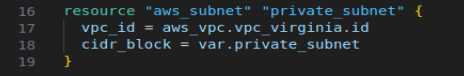 16 resource "aws_subnet" "private_subnet" {
17 vpc_id = aws_vpc.vpc_virginia.id
18 cidr_block = var.private_subnet
19 }